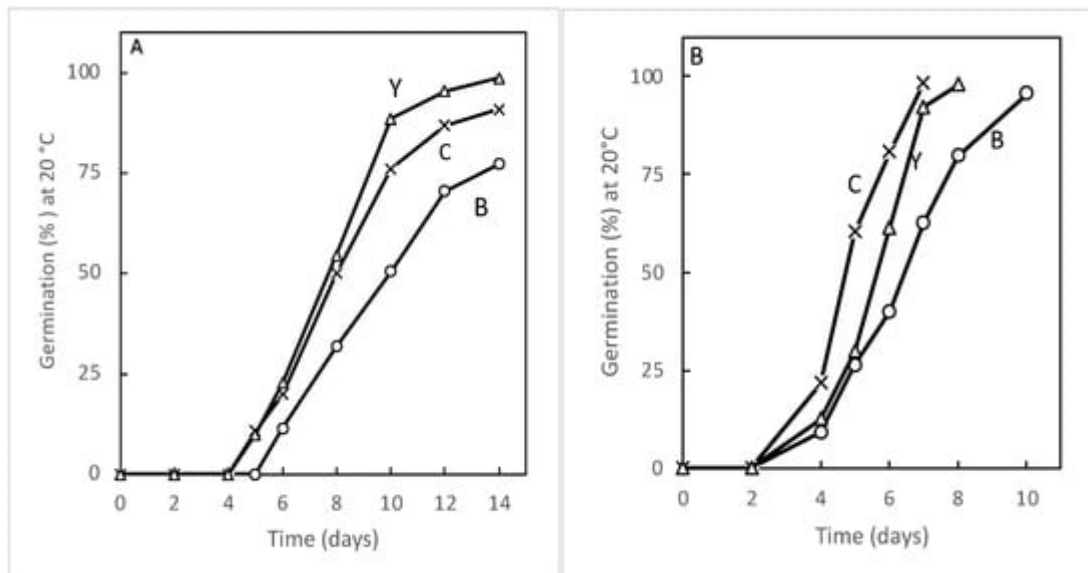 A
Germination (% ) at 20 °C
100
75
50
25
0
Y
C
B
0 2 4 6 8 10 12 14
Time (days)
B
Germination (%) at 20°C
100
75
50
25
0
C
Y
B
0 2 4 6 8 10
Time (days)